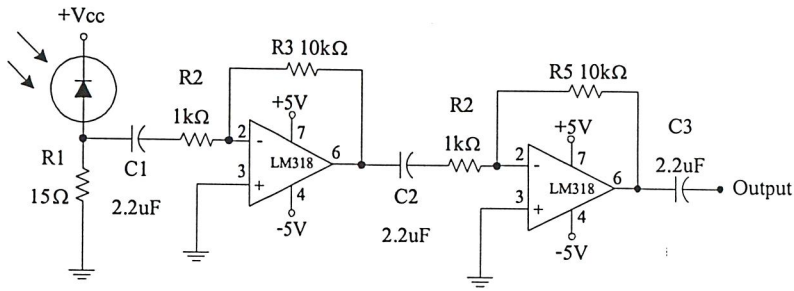 +Vcc
R1
15Ω
C1
2.2uF
R2
1kΩ
R3 10kΩ
+5V
2
-
7
LM318
6
3
+
4
-5V
C2
2.2uF
R2
1kΩ
R5 10kΩ
+5V
2
-
7
LM318
6
3
+
4
-5V
C3
2.2uF
Output